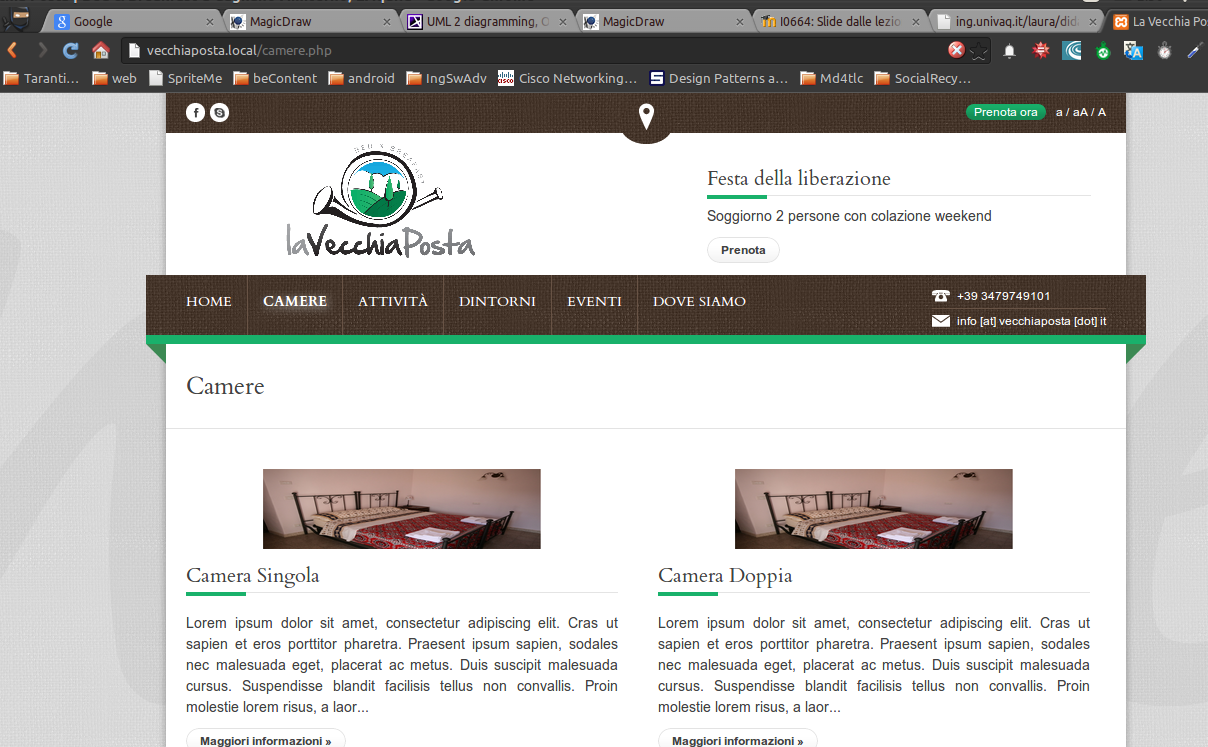 Google
MagicDraw
UML 2 diagramming, O
MagicDraw
I0664: Slide dalle lezio
ing.univaq.it/laura/did
La Vecchia Po
vecchiaposta.local/camere.php
Taranti...
web
SpriteMe
beContent
android
IngSwAdv
Cisco Networking...
Design Patterns a...
Md4tlc
SocialRecy...
Prenota ora
a / aA / A
BED & BREAKFAST
laVecchiaPosta
Festa della liberazione
Soggiorno 2 persone con colazione weekend
Prenota
HOME
CAMERE
ATTIVITÀ
DINTORNI
EVENTI
DOVE SIAMO
+39 3479749101
info [at] vecchiaposta [dot] it
Camere
Camera Singola
Lorem ipsum dolor sit amet, consectetur adipiscing elit. Cras ut
sapien et eros porttitor pharetra. Praesent ipsum sapien, sodales
nec malesuada eget, placerat ac metus. Duis suscipit malesuada
cursus. Suspendisse blandit facilisis tellus non convallis. Proin
molestie lorem risus, a laor...
Maggiori informazioni »
Camera Doppia
Lorem ipsum dolor sit amet, consectetur adipiscing elit. Cras ut
sapien et eros porttitor pharetra. Praesent ipsum sapien, sodales
nec malesuada eget, placerat ac metus. Duis suscipit malesuada
cursus. Suspendisse blandit facilisis tellus non convallis. Proin
molestie lorem risus, a laor...
Maggiori informazioni »